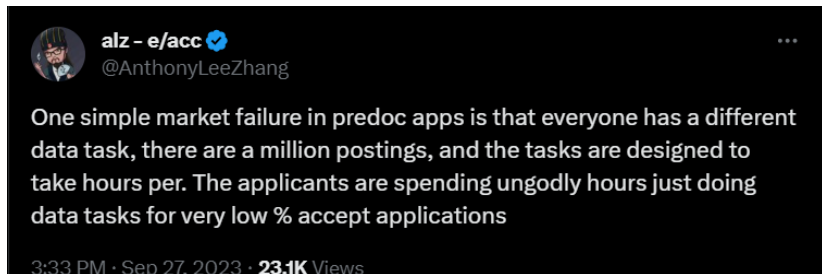 alz – e/acc
@AnthonyLeeZhang
One simple market failure in predoc apps is that everyone has a different
data task, there are a million postings, and the tasks are designed to
take hours per. The applicants are spending ungodly hours just doing
data tasks for very low % accept applications
3:33 PM · Sep 27, 2023 · 23.1K Views